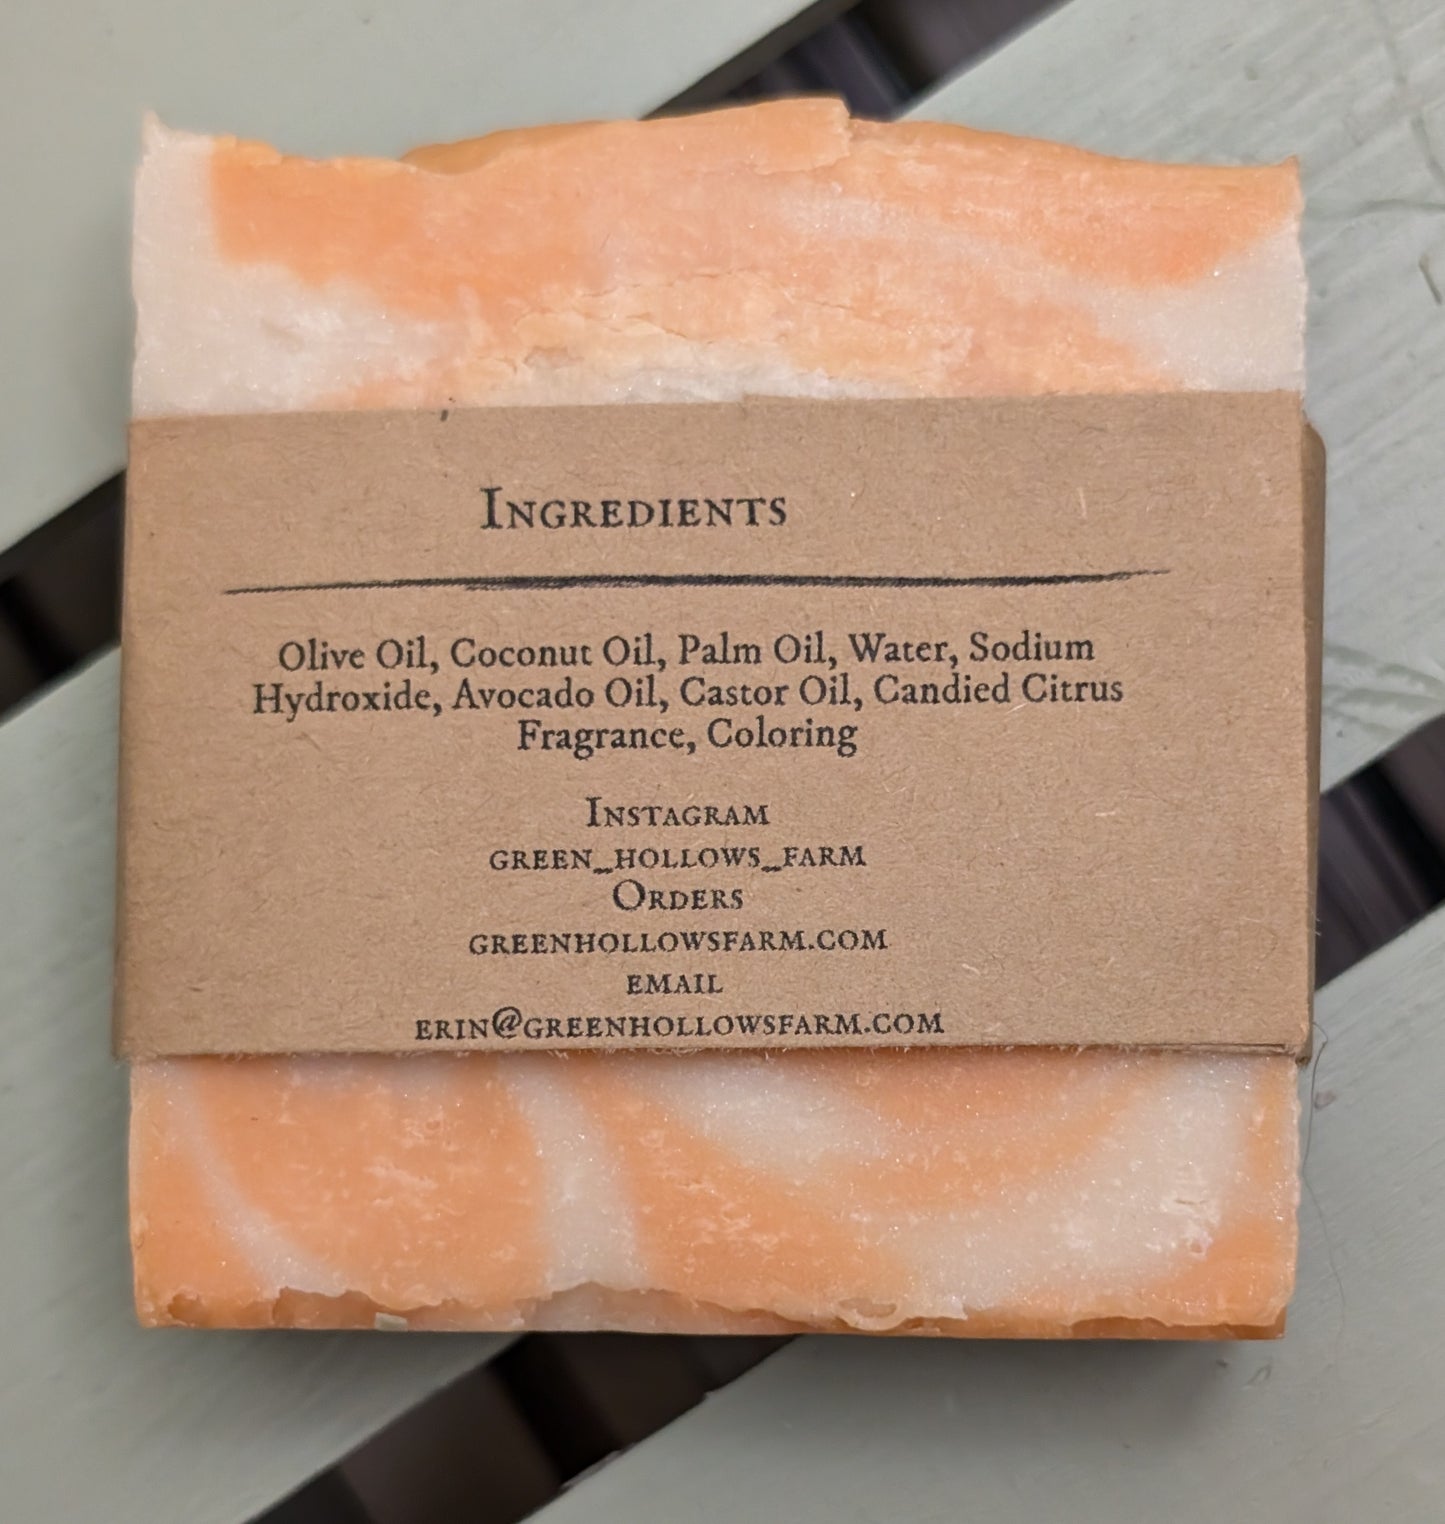 Ingredients
Olive Oil, Coconut Oil, Palm Oil, Water, Sodium
Hydroxide, Avocado Oil, Castor Oil, Candied Citrus
Fragrance, Coloring
Instagram
green_hollows_farm
Orders
greenhollowsfarm.com
email
erin@greenhollowsfarm.com